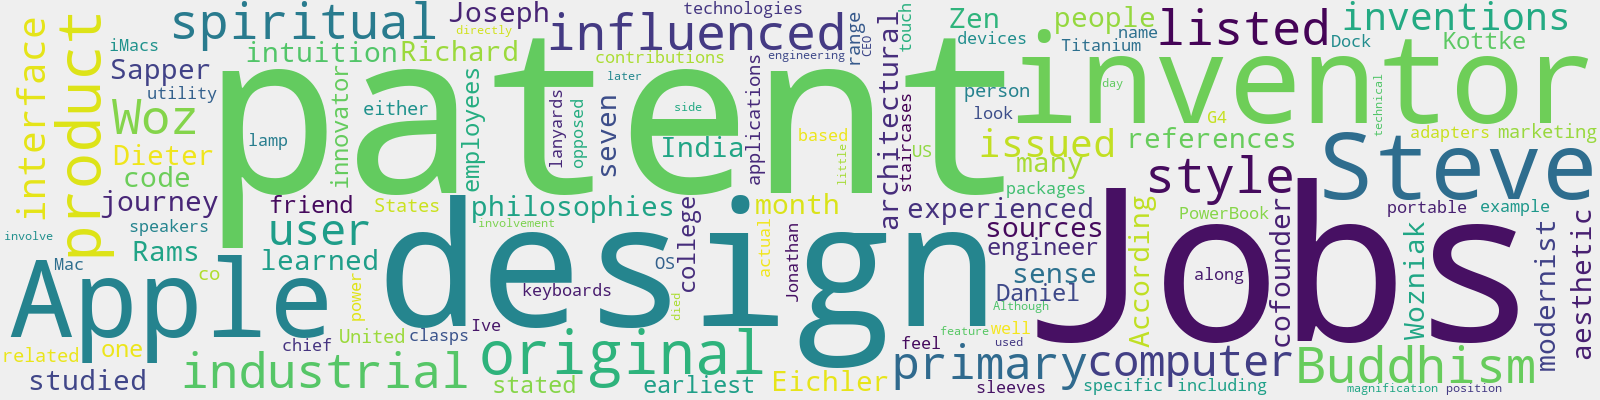 patent
Jobs
design
inventor
Apple
Steve
original
product
industrial
influenced
spiritual
user
Woz
listed
style
primary
computer
Buddhism
issued
interface
inventions
Joseph
technologies
directly
iMacs
intuition
Richard
contributions
engineering
Sapper
utility
innovator
either
employees
later
side
lamp
lanyards
opposed
seven
India
applications
based
little
range
CEO
architectural
staircases
touch
US
Zen
devices
people
name
Titanium
person
look
day
G4
technical
Dock
Kottke
references
adapters
marketing
many
packages
Dieter
code
journey
friend
States
philosophies
involvement
month
experienced
sources
engineer
sense
Daniel
Although
According
PowerBook
cofounder
along
portable
example
Wozniak
modernist
aesthetic
speakers
involve
Rams
learned
Mac
co
power
keyboards
OS
college
died
actual
Jonathan
Ive
clasps
United
chief
related
one
studied
stated
earliest
Eichler
feature
well
used
feel
sleeves
specific
including
magnification
position